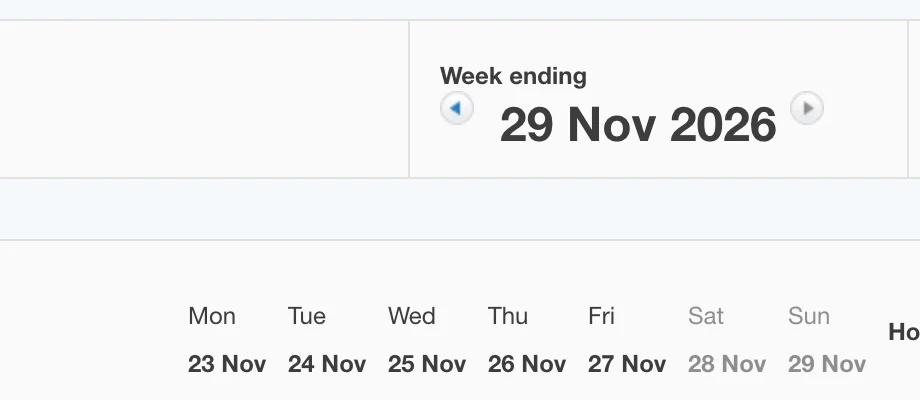 Week ending
29 Nov 2026
Mon Tue Wed Thu Fri Sat Sun
Ho
23 Nov 24 Nov 25 Nov 26 Nov 27 Nov 28 Nov 29 Nov